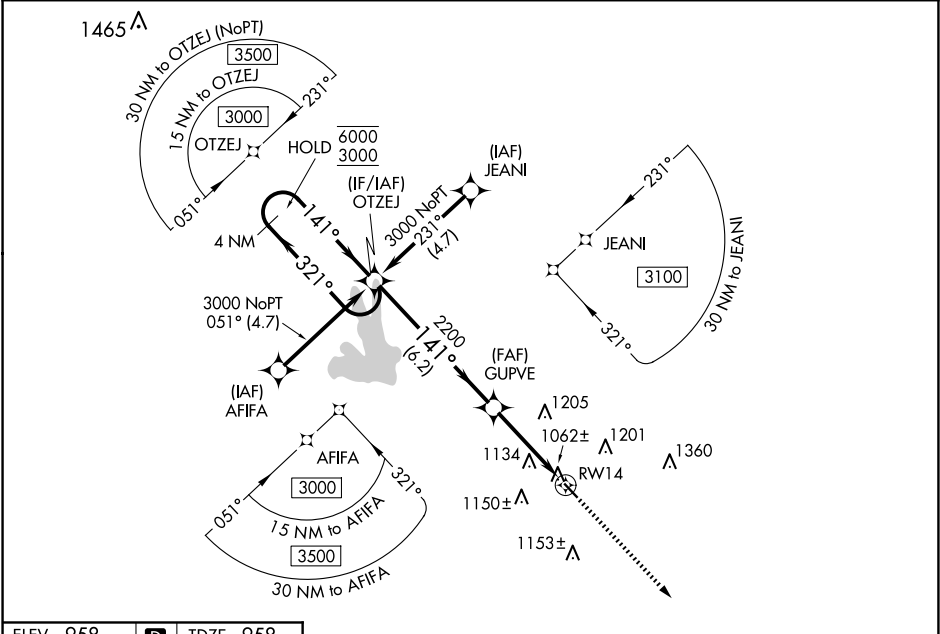 1465
30 NM to OTZEJ (NoPT)
3500
15 NM to OTZEJ
3000
231°
OTZEJ
051°
HOLD
6000
3000
(IF/IAF)
OTZEJ
(IAF)
JEANI
141°
4 NM
321°
3000 NoPT
231°
(4.7)
231°
JEANI
3100
30 NM to JEANI
321°
3000 NoPT
051° (4.7)
(IAF)
AFIFA
2200
141°
(6.2)
(FAF)
GUPVE
1205
1062±
1201
1134
1360
RW14
1150±
1153±
AFIFA
051°
3000
321°
15 NM to AFIFA
3500
30 NM to AFIFA
ELEV 958
D
TDZE 958